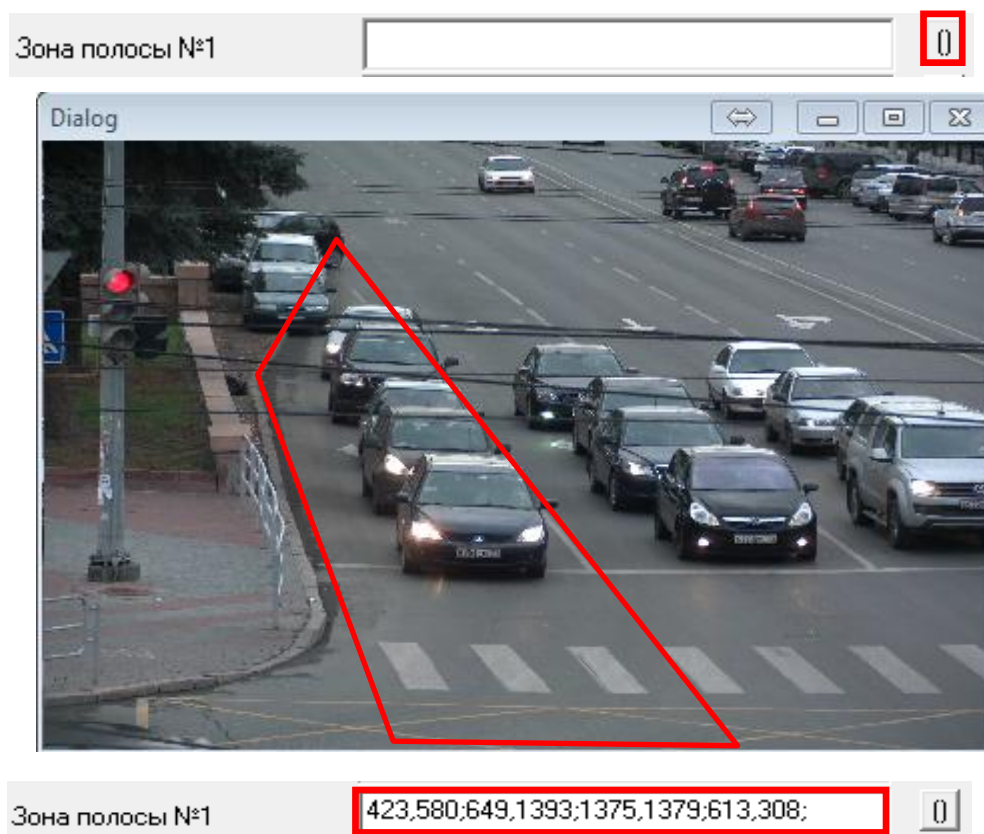 Зона полосы №1 ()
Dialog
Зона полосы №1 423,580;649,1393;1375,1379;613,308; ()